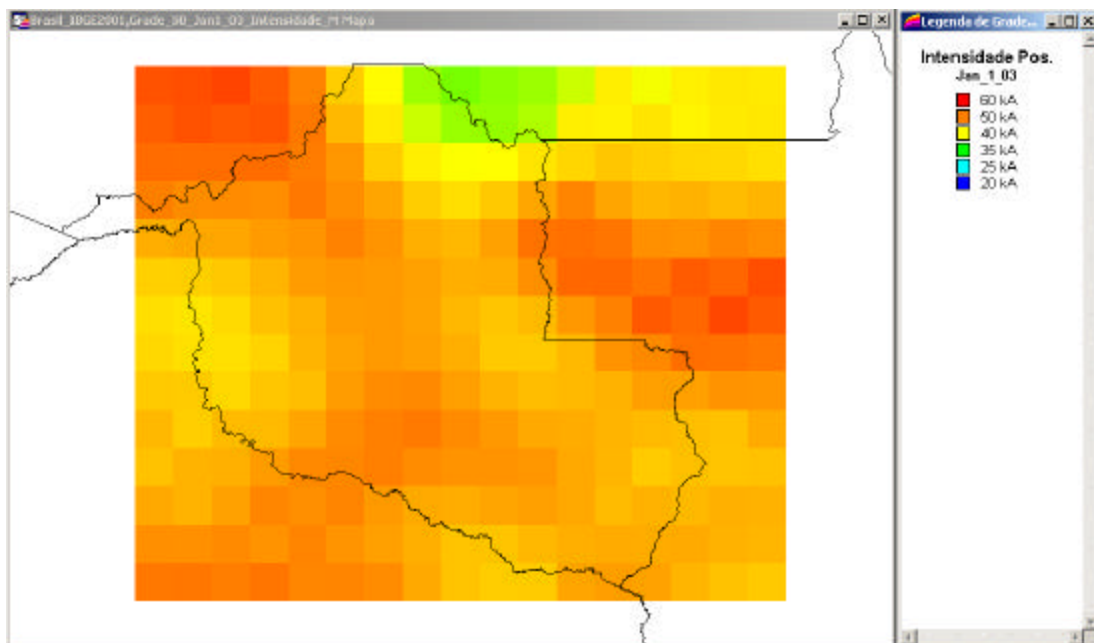 Brasil_IBGE2001,Grade_50_Jan1_03_Intensidade_M Mapa
Legenda de Grade...
Intensidade Pos.
Jan_1_03
60 kA
50 kA
40 kA
35 kA
25 kA
20 kA